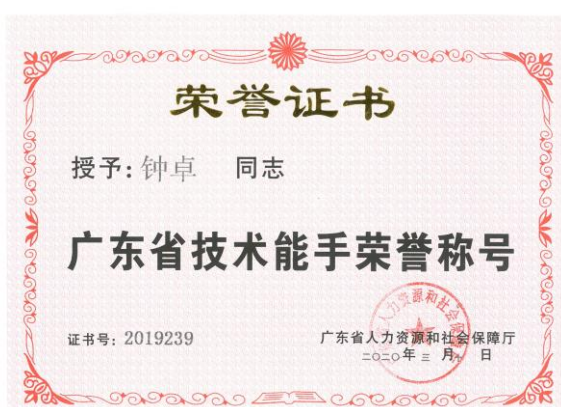 荣誉证书
授予:钟卓 同志
广东省技术能手荣誉称号
证书号:2019239
广东省人力资源和社会保障厅
二〇二〇年三月 日